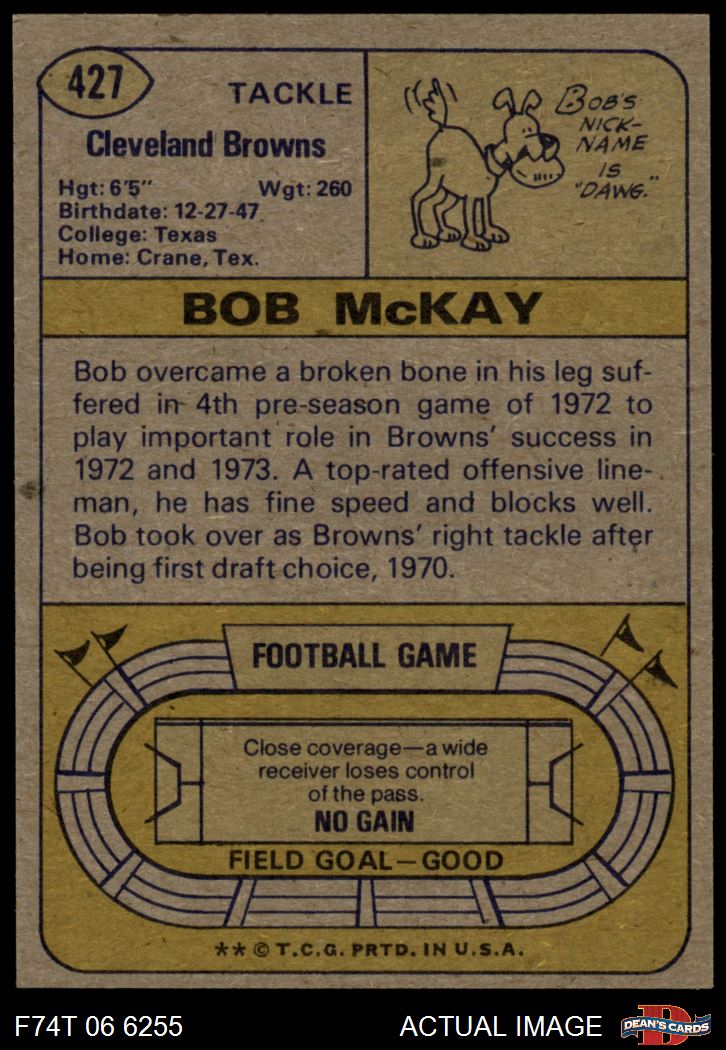 427
TACKLE
Cleveland Browns
Hgt: 6'5" Wgt: 260
Birthdate: 12-27-47
College: Texas
Home: Crane, Tex.
BOB'S
NICK-
NAME
IS
"DAWG."
BOB McKAY
Bob overcame a broken bone in his leg suf-
fered in 4th pre-season game of 1972 to
play important role in Browns' success in
1972 and 1973. A top-rated offensive line-
man, he has fine speed and blocks well.
Bob took over as Browns' right tackle after
being first draft choice, 1970.
FOOTBALL GAME
Close coverage—a wide
receiver loses control
of the pass.
NO GAIN
FIELD GOAL—GOOD
** © T.C.G. PRTD. IN U.S.A.
F74T 06 6255 ACTUAL IMAGE
D
DEAN'S CARDS